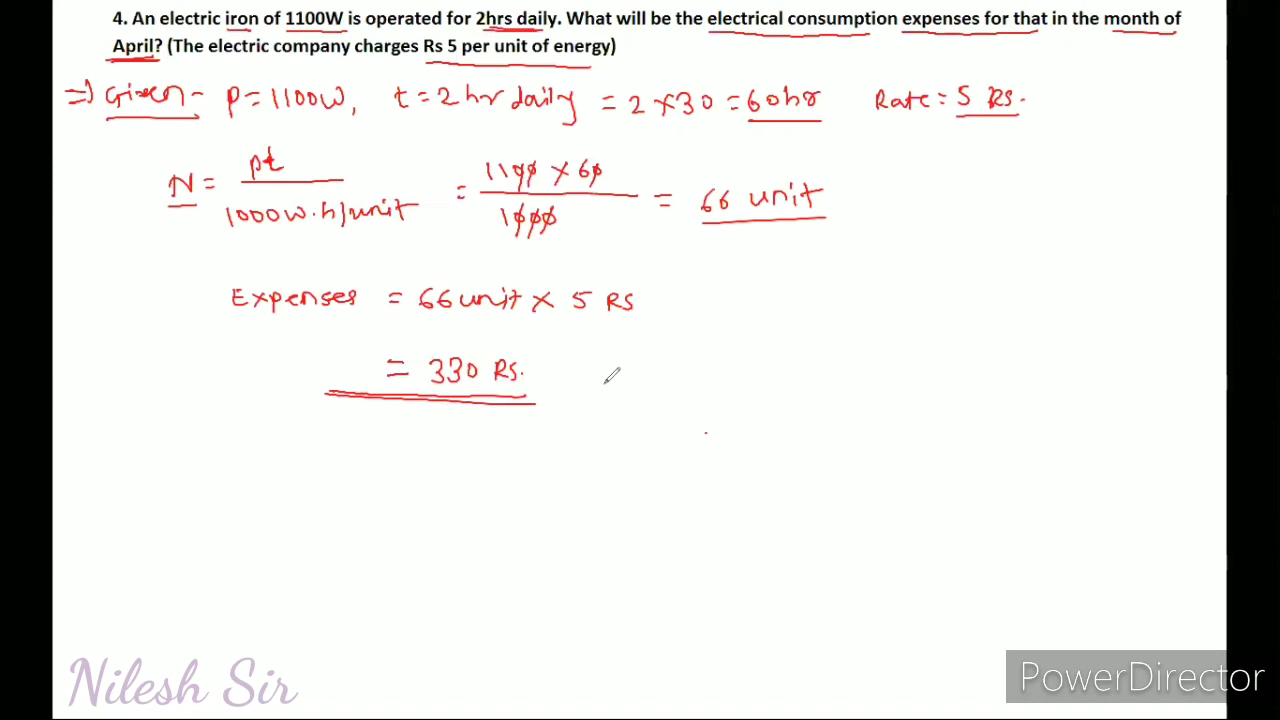 4. An electric iron of 1100W is operated for 2hrs daily. What will be the electrical consumption expenses for that in the month of
April? (The electric company charges Rs 5 per unit of energy)
=) Given - P = 1100W, t = 2 hr daily = 2 × 30 = 60 hr Rate = 5 Rs.
N = pt / 1000w.h/unit = 1100 × 60 / 1000 = 66 unit
Expenses = 66 unit × 5 RS
= 330 RS.
Nilesh Sir
PowerDirector